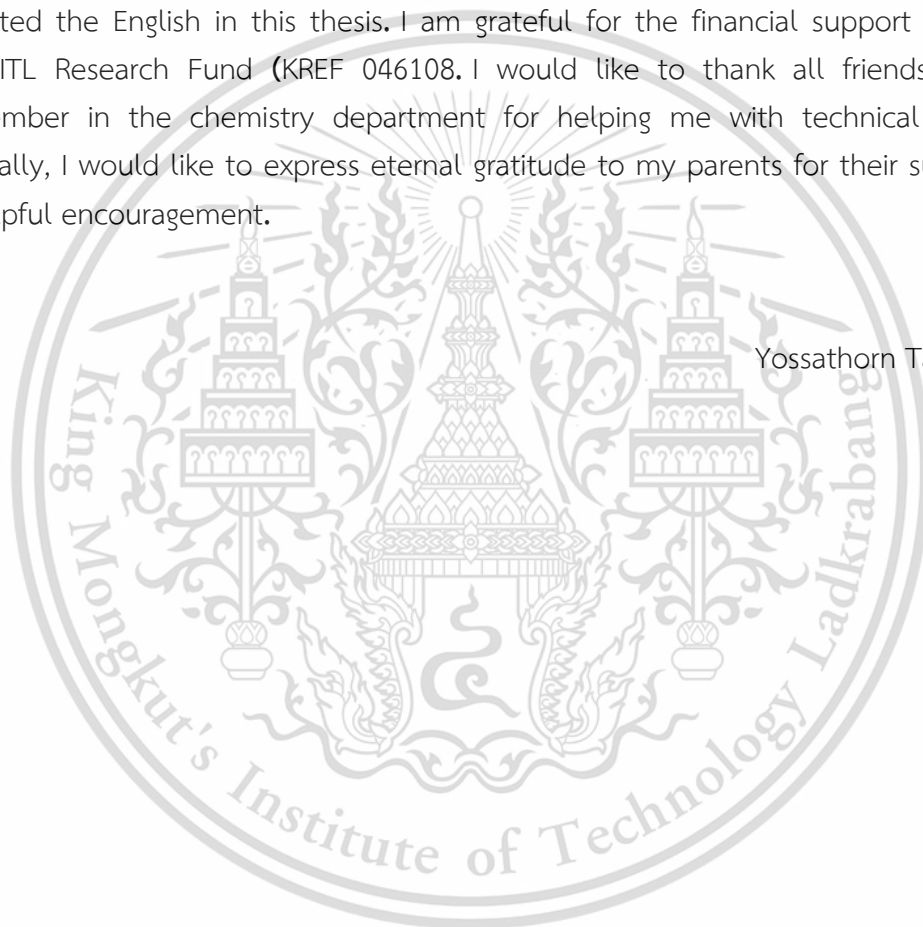 ted the English in this thesis. I am grateful for the financial support
ITL Research Fund (KREF 046108. I would like to thank all friends
mber in the chemistry department for helping me with technical
ally, I would like to express eternal gratitude to my parents for their su
pful encouragement.
Yossathorn T
King Mongkut's Institute of Technology Ladkrabang